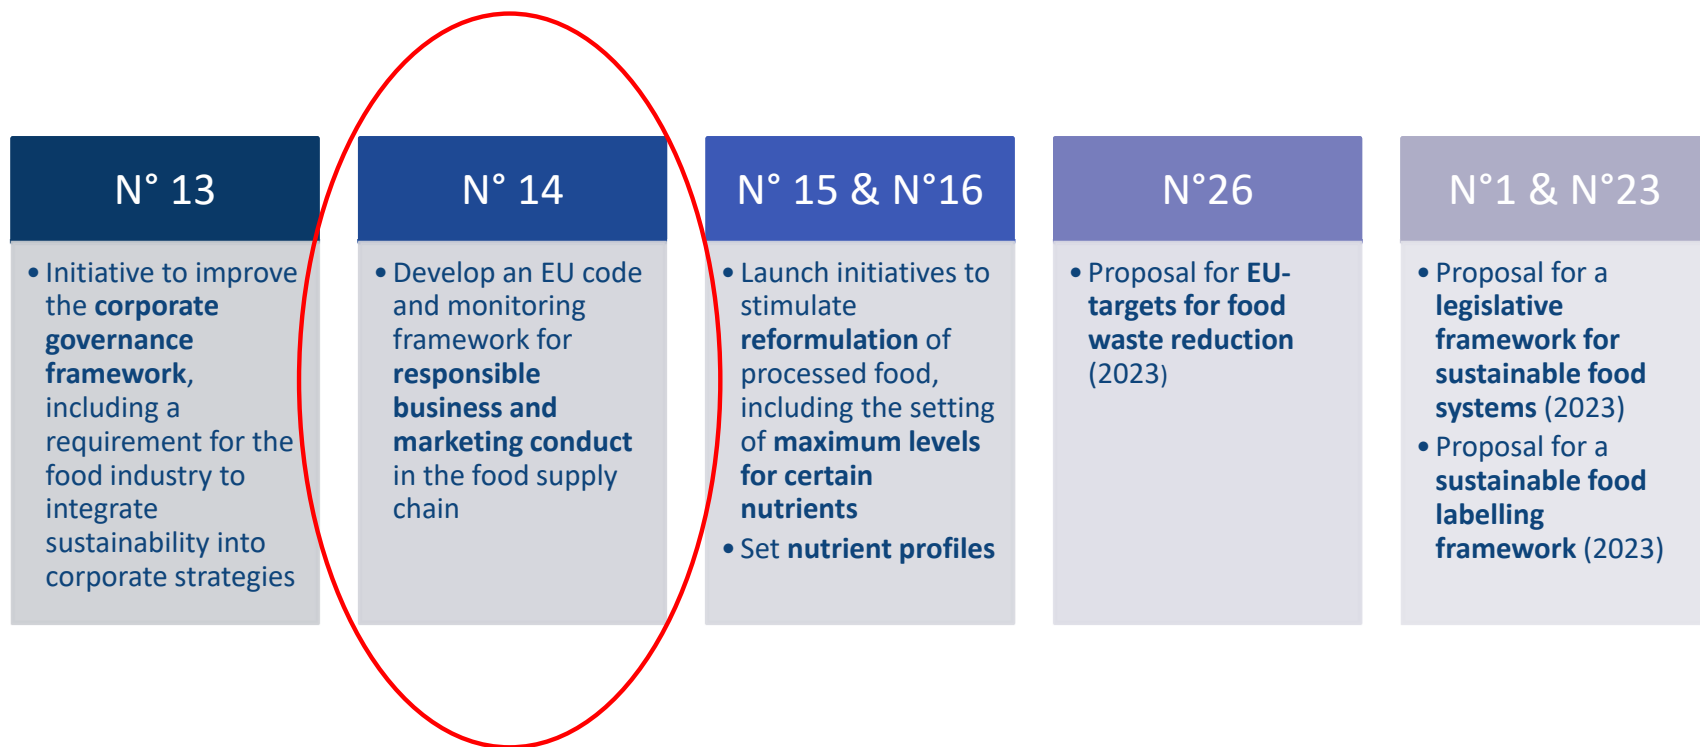 N° 13
• Initiative to improve
the corporate
governance
framework,
including a
requirement for the
food industry to
integrate
sustainability into
corporate strategies
N° 14
• Develop an EU code
and monitoring
framework for
responsible
business and
marketing conduct
in the food supply
chain
N° 15 & N°16
• Launch initiatives to
stimulate
reformulation of
processed food,
including the setting
of maximum levels
for certain
nutrients
• Set nutrient profiles
N°26
• Proposal for EU-
targets for food
waste reduction
(2023)
N°1 & N°23
• Proposal for a
legislative
framework for
sustainable food
systems (2023)
• Proposal for a
sustainable food
labelling
framework (2023)